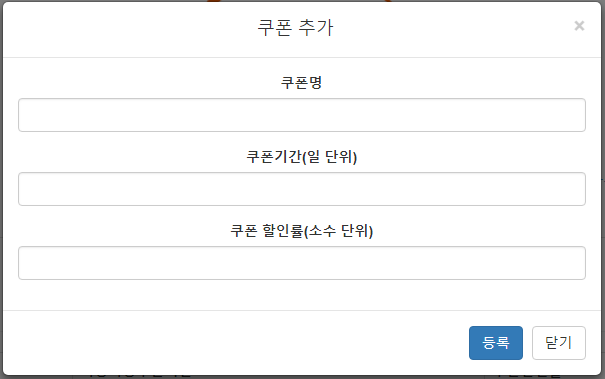 쿠폰 추가
×
쿠폰명
쿠폰기간(일 단위)
쿠폰 할인률(소수 단위)
등록
닫기